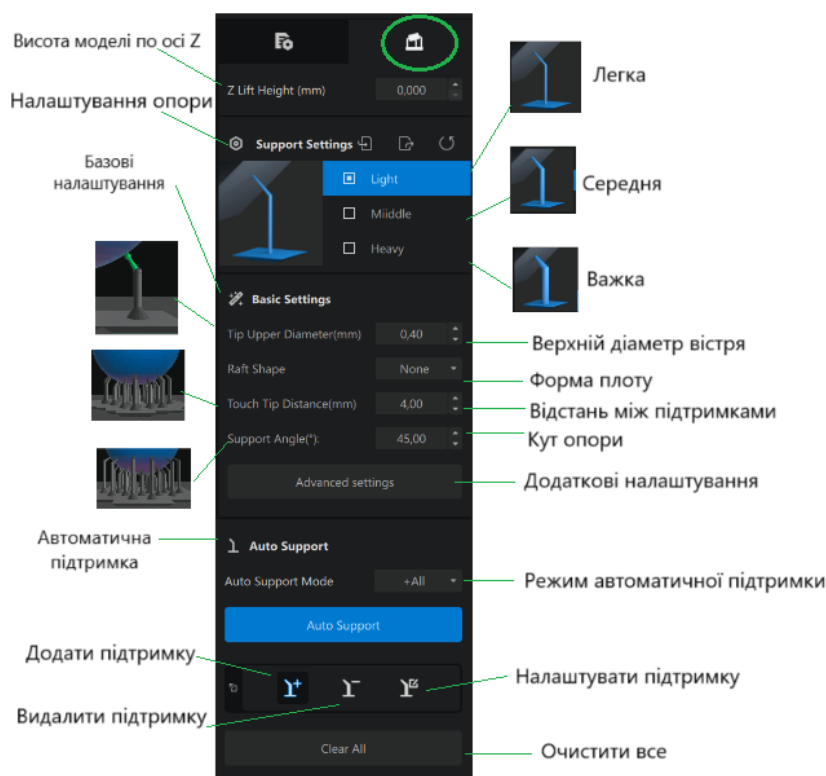 Висота моделі по осі Z
Z Lift Height (mm)
0,000
Легка
Налаштування опори
Support Settings
Базові
налаштування
Light
Miiddle
Heavy
Середня
Важка
Basic Settings
Tip Upper Diameter(mm)
0,40
Верхній діаметр вістря
Raft Shape
None
Форма плоту
Touch Tip Distance(mm)
4,00
Відстань між підтримками
Support Angle(°):
45,00
Кут опори
Advanced settings
Додаткові налаштування
Автоматична
підтримка
Auto Support
Auto Support Mode
+All
Режим автоматичної підтримки
Auto Support
Додати підтримку
Налаштувати підтримку
Видалити підтримку
Clear All
Очистити все